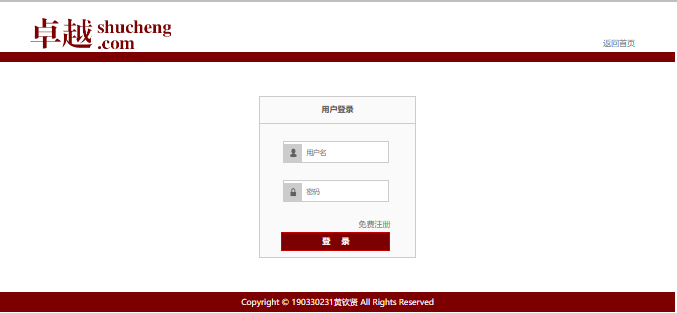 卓越 shucheng
.com
返回首页
用户登录
用户名
密码
免费注册
登 录
Copyright © 190330231黄钦贤 All Rights Reserved